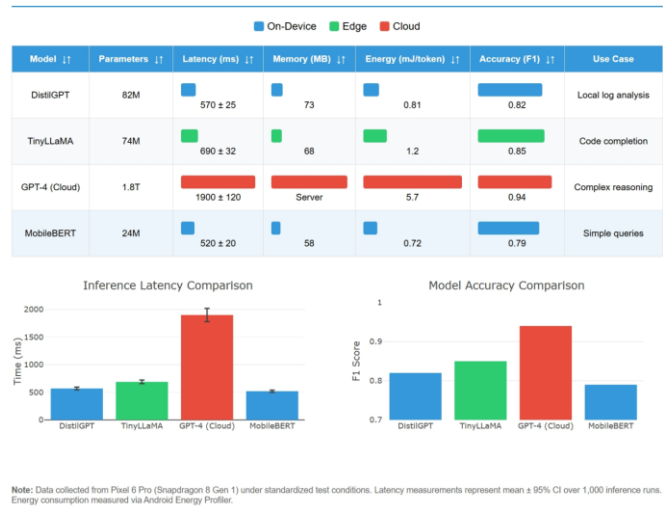 On-Device Edge Cloud
Model ↓↑ Parameters ↓↑ Latency (ms) ↓↑ Memory (MB) ↓↑ Energy (mJ/token) ↓↑ Accuracy (F1) ↓↑ Use Case
DistilGPT 82M 570 ± 25 73 0.81 0.82 Local log analysis
TinyLLaMA 74M 690 ± 32 68 1.2 0.85 Code completion
GPT-4 (Cloud) 1.8T 1900 ± 120 Server 5.7 0.94 Complex reasoning
MobileBERT 24M 520 ± 20 58 0.72 0.79 Simple queries
Inference Latency Comparison
Time (ms)
2000
1500
1000
500
0
DistilGPT TinyLLaMA GPT-4 (Cloud) MobileBERT
Model Accuracy Comparison
F1 Score
1
0.9
0.8
0.7
DistilGPT TinyLLaMA GPT-4 (Cloud) MobileBERT
Note: Data collected from Pixel 6 Pro (Snapdragon 8 Gen 1) under standardized test conditions. Latency measurements represent mean ± 95% CI over 1,000 inference runs.
Energy consumption measured via Android Energy Profiler.